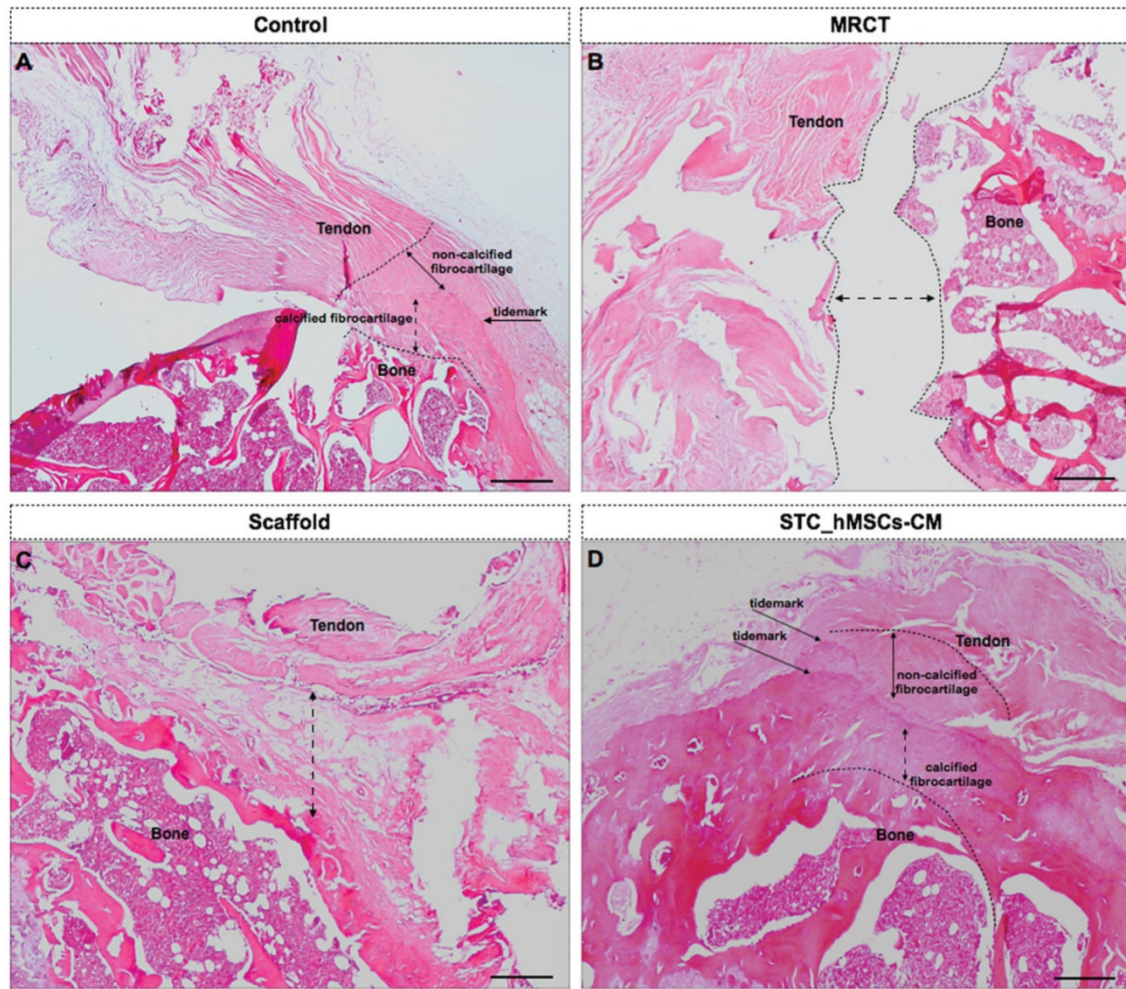 Control
MRCT
A
Tendon
non-calcified
fibrocartilage
calcified fibrocartilage
tidemark
Bone
B
Tendon
Bone
Scaffold
STC_hMSCs-CM
C
Tendon
Bone
D
tidemark
tidemark
Tendon
non-calcified
fibrocartilage
calcified
fibrocartilage
Bone